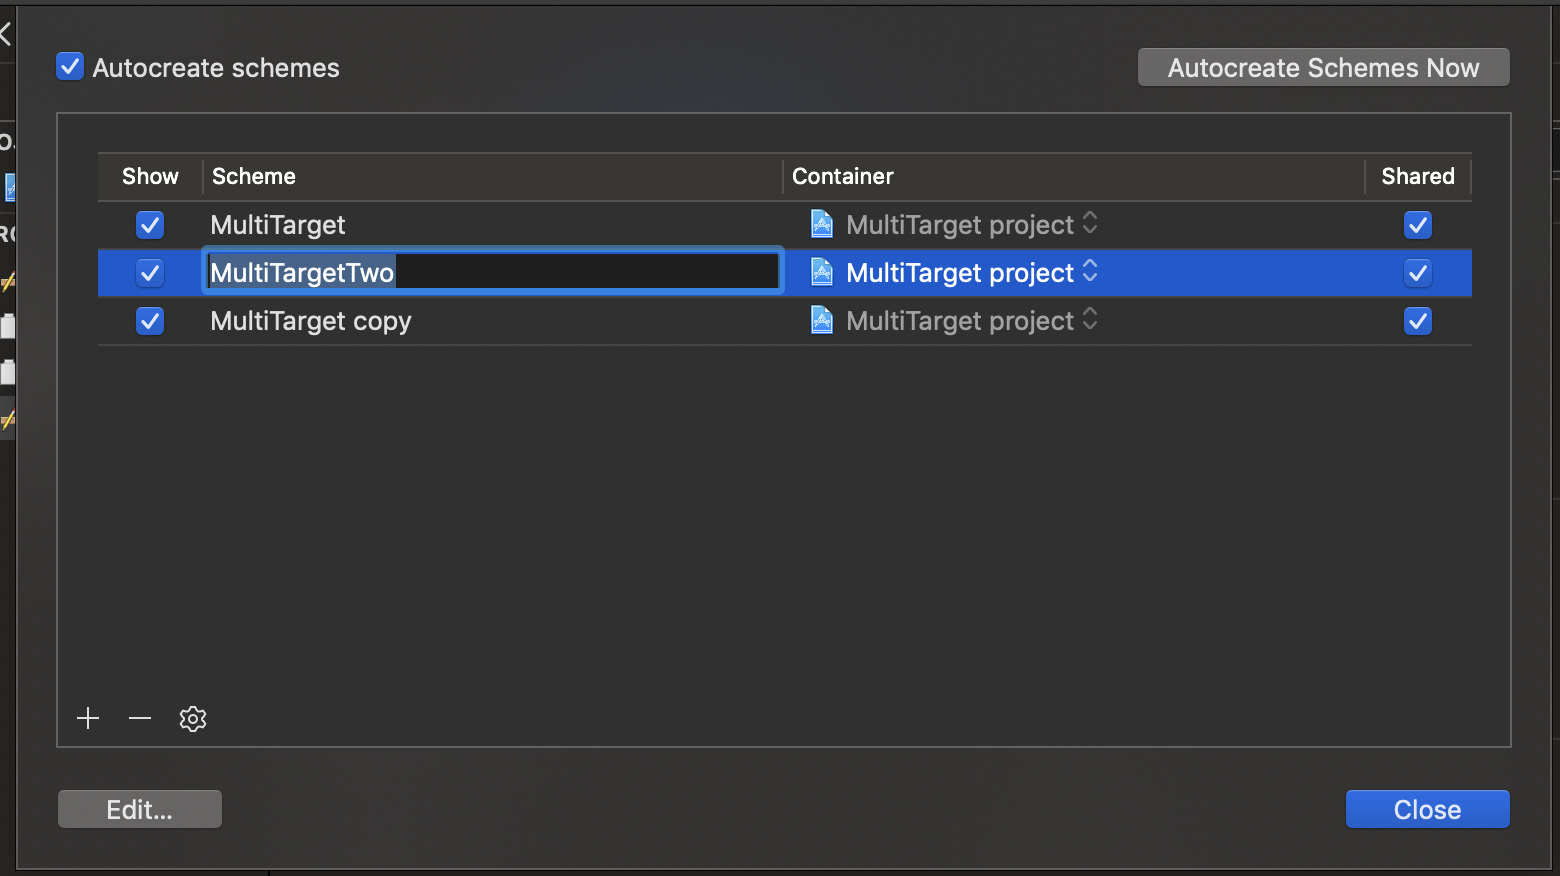 Autocreate schemes
Autocreate Schemes Now
Show Scheme Container Shared
MultiTarget MultiTarget project
MultiTargetTwo MultiTarget project
MultiTarget copy MultiTarget project
Edit...
Close